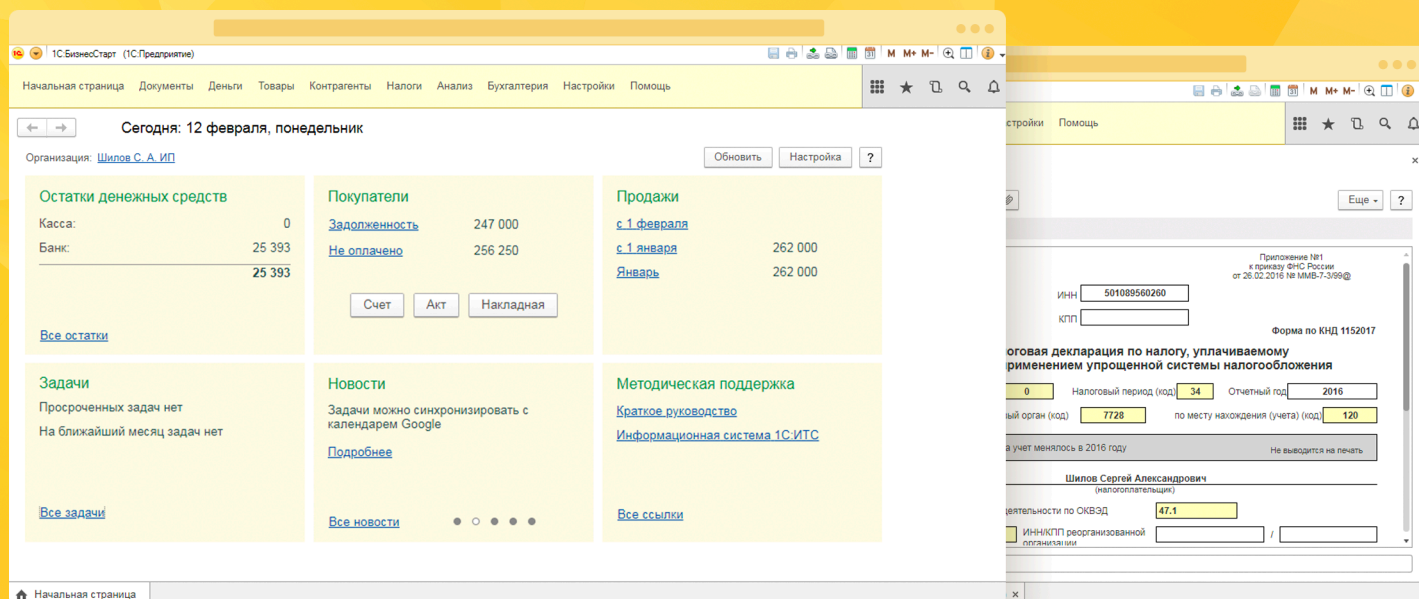 1С:БизнесСтарт (1С:Предприятие)
M M+ M-
Начальная страница Документы Деньги Товары Контрагенты Налоги Анализ Бухгалтерия Настройки Помощь
Сегодня: 12 февраля, понедельник
Организация: Шилов С. А. ИП
Обновить Настройка ?
Остатки денежных средств
Касса: 0
Банк: 25 393
25 393
Все остатки
Покупатели
Задолженность 247 000
Не оплачено 256 250
Счет Акт Накладная
Продажи
с 1 февраля
с 1 января 262 000
Январь 262 000
Задачи
Просроченных задач нет
На ближайший месяц задач нет
Все задачи
Новости
Задачи можно синхронизировать с
календарем Google
Подробнее
Все новости
Методическая поддержка
Краткое руководство
Информационная система 1С:ИТС
Все ссылки
Начальная страница
M M+ M-
стройки Помощь
Еще ?
Приложение №1
к приказу ФНС России
от 26.02.2016 № ММВ-7-3/99@
ИНН 501089560260
КПП
Форма по КНД 1152017
оговая декларация по налогу, уплачиваемому
рименением упрощенной системы налогообложения
0 Налоговый период (код) 34 Отчетный год 2016
ый орган (код) 7728 по месту нахождения (учета) (код) 120
а учет менялось в 2016 году Не выводится на печать
Шилов Сергей Александрович
(налогоплательщик)
еятельности по ОКВЭД 47.1
ИНН/КПП реорганизованной /
организации